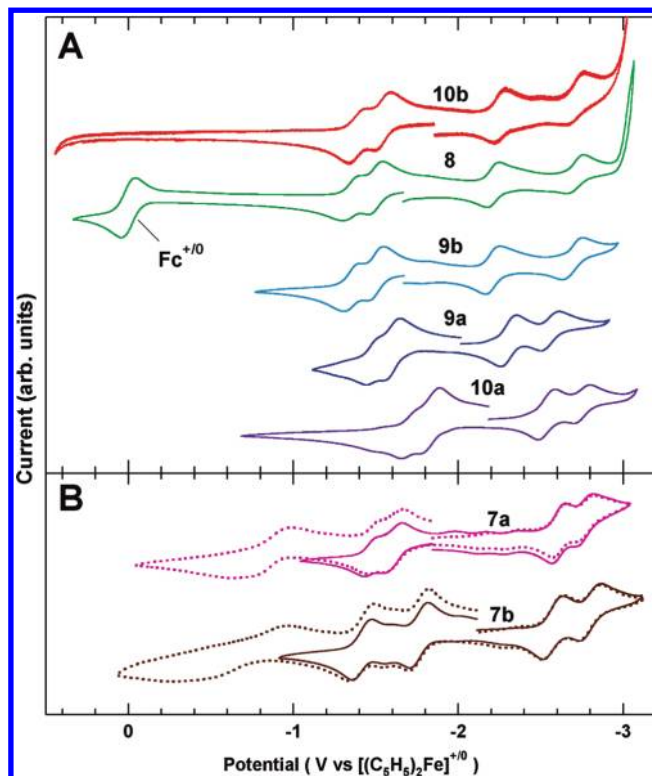 A
10b
8
Fc+/0
9b
9a
10a
Current (arb. units)
B
7a
7b
0 -1 -2 -3
Potential ( V vs [(C5H5)2Fe]+/0 )